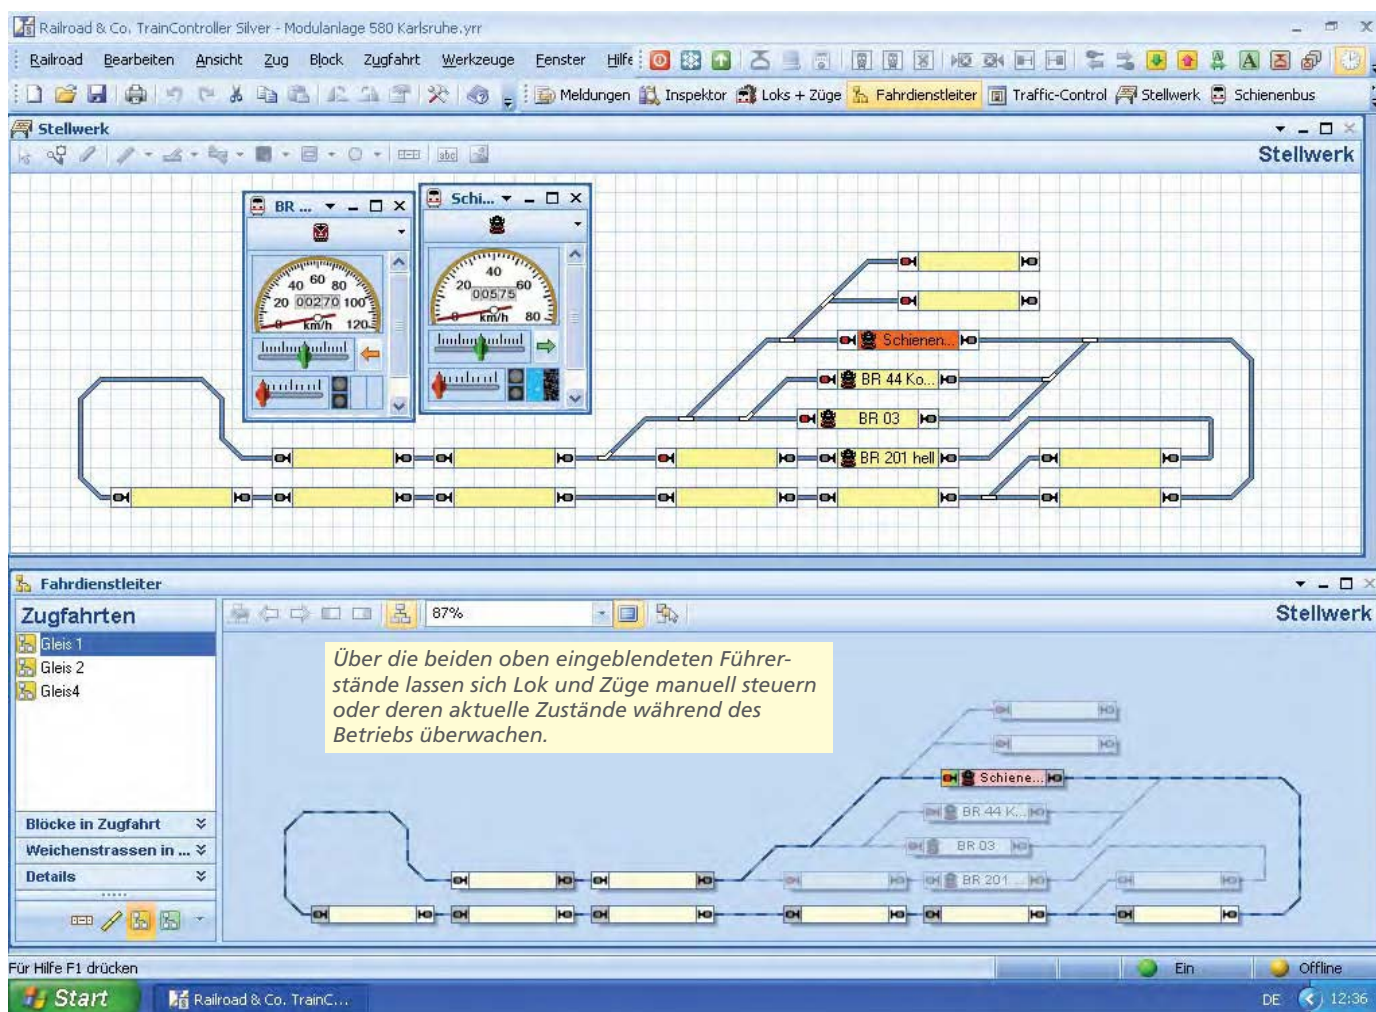 Railroad & Co. TrainController Silver - Modulanlage 580 Karlsruhe.yrr
Railroad Bearbeiten Ansicht Zug Block Zugfahrt Werkzeuge Fenster Hilfe
Meldungen Inspektor Loks + Züge Fahrdienstleiter Traffic-Control Stellwerk Schienenbus
Stellwerk
abc
Stellwerk
BR ...
Schi...
20 40 60 80 100 120
00270
0 km/h
20 40 60 80
00575
0 km/h
Schienen...
BR 44 Ko...
BR 03
BR 201 hell
Fahrdienstleiter
Zugfahrten
87%
Stellwerk
Gleis 1
Gleis 2
Gleis4
Über die beiden oben eingeblendeten Führer-
stände lassen sich Lok und Züge manuell steuern
oder deren aktuelle Zustände während des
Betriebs überwachen.
Schiene...
BR 44 K...
BR 03
BR 201 ...
Blöcke in Zugfahrt
Weichenstrassen in ...
Details
Für Hilfe F1 drücken
Ein
Offline
Start
Railroad & Co. TrainC...
DE
12:36